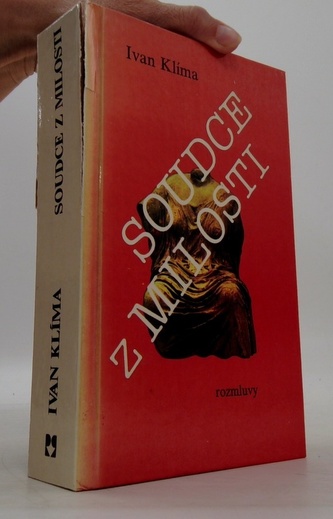 Ivan Klíma
SOUDCE
Z MILOSTI
rozmluvy
IVAN KLÍMA
SOUDCE Z MILOSTI